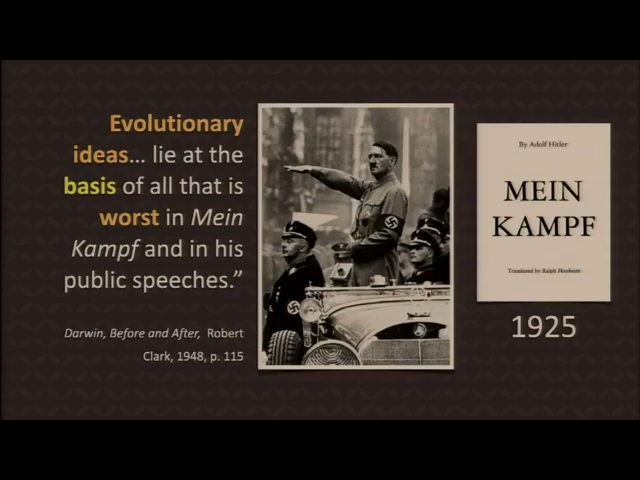 Evolutionary
ideas… lie at the
basis of all that is
worst in Mein
Kampf and in his
public speeches.”
Darwin, Before and After, Robert
Clark, 1948, p. 115
By Adolf Hitler
MEIN
KAMPF
Translated by Ralph Manheim
1925